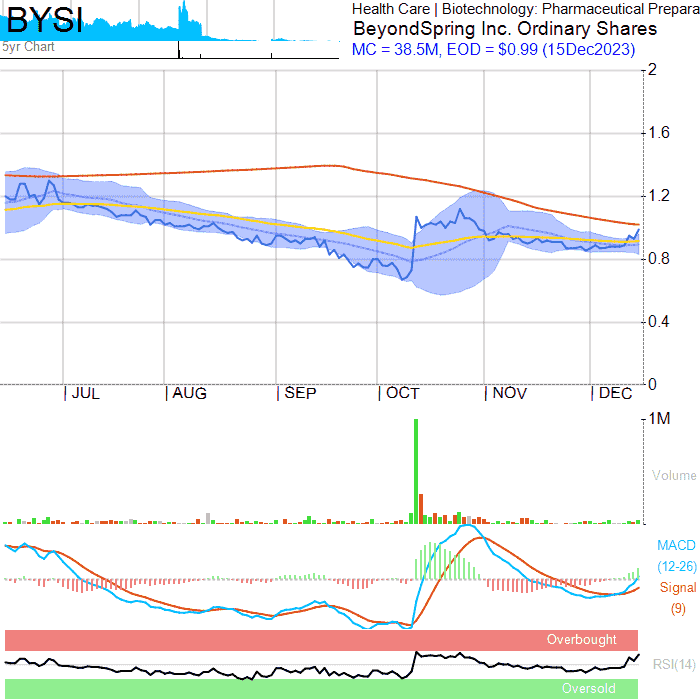 BYSI
5yr Chart
Health Care | Biotechnology: Pharmaceutical Prepara
BeyondSpring Inc. Ordinary Shares
MC = 38.5M, EOD = $0.99 (15Dec2023)
2
1.6
1.2
0.8
0.4
0
| JUL | AUG | SEP | OCT | NOV | DEC
1M
Volume
MACD
(12-26)
Signal
(9)
Overbought
RSI(14)
Oversold